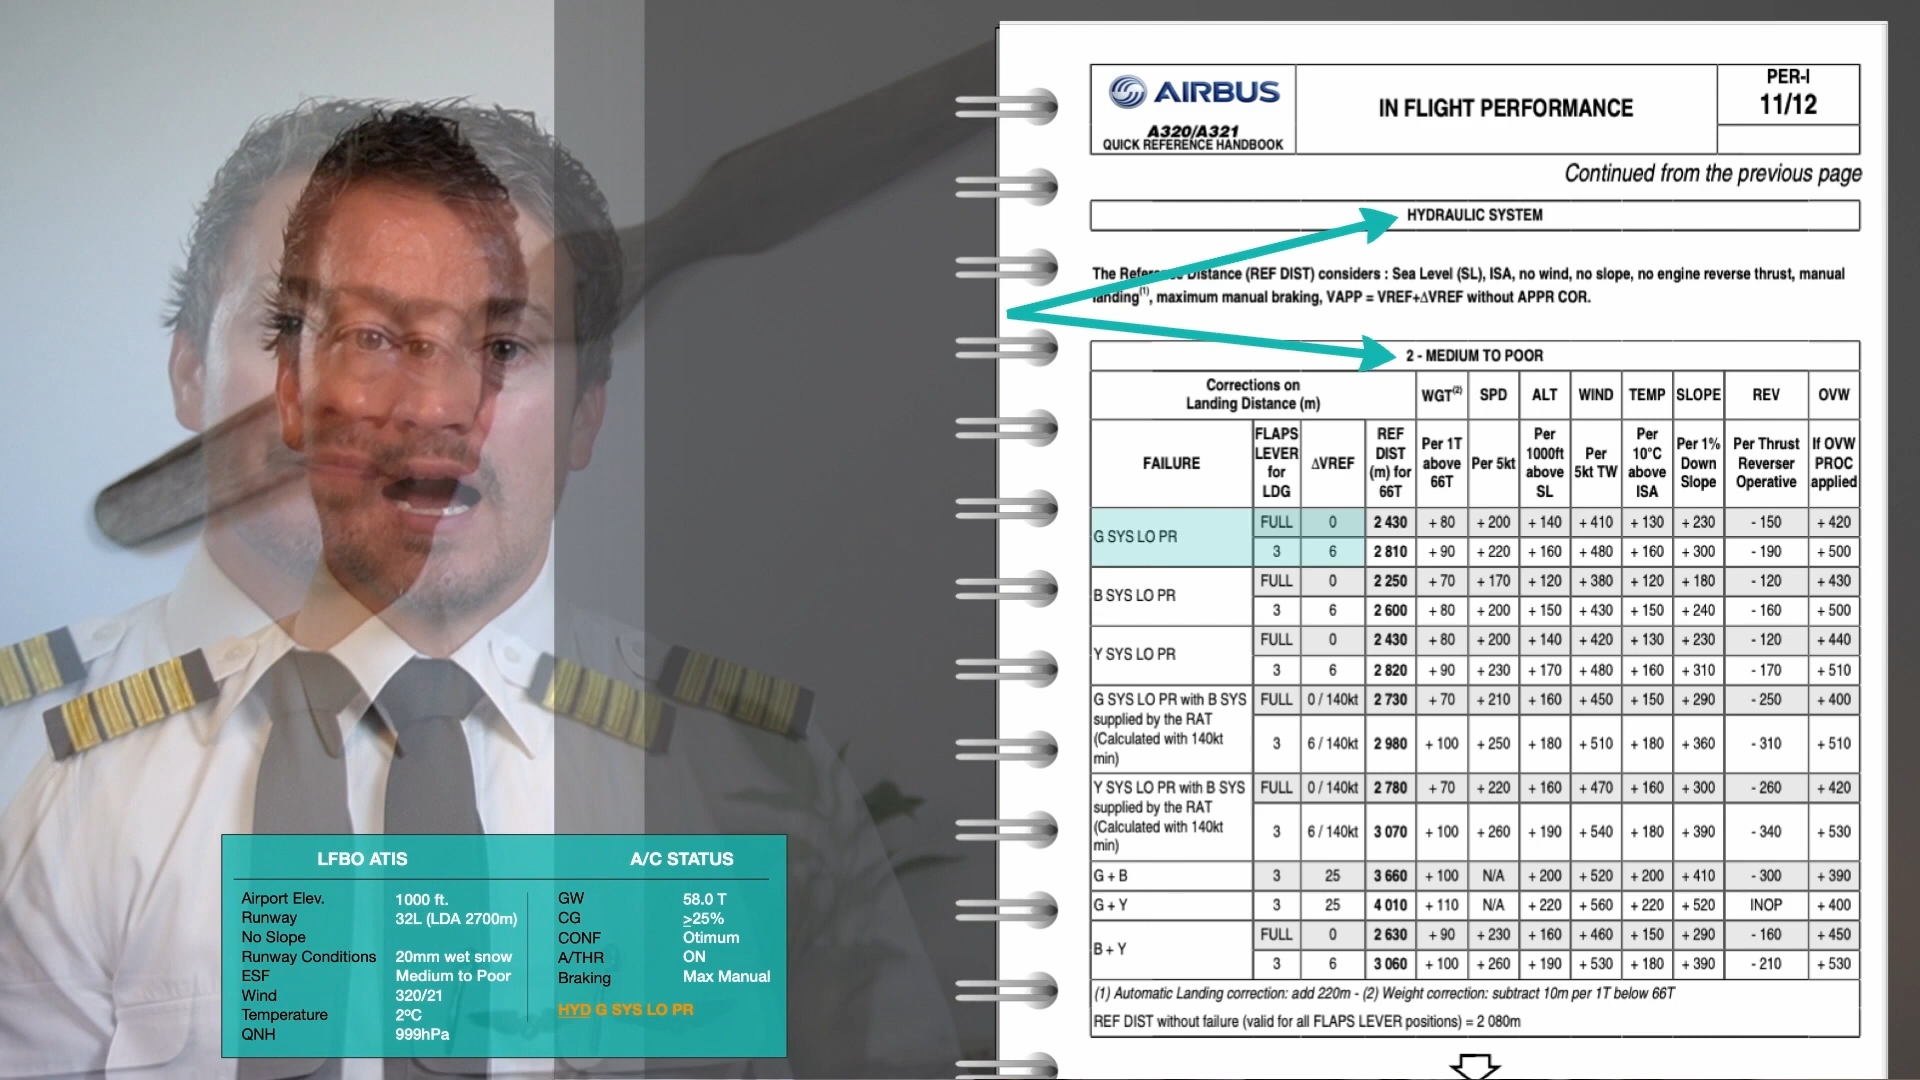 AIRBUS
A320/A321
QUICK REFERENCE HANDBOOK
IN FLIGHT PERFORMANCE
PER-I
11/12
Continued from the previous page
HYDRAULIC SYSTEM
The Reference Distance (REF DIST) considers : Sea Level (SL), ISA, no wind, no slope, no engine reverse thrust, manual
landing(1), maximum manual braking, VAPP = VREF+ΔVREF without APPR COR.
2 - MEDIUM TO POOR
Corrections on Landing Distance (m) WGT(2) SPD ALT WIND TEMP SLOPE REV OVW
FAILURE FLAPS LEVER for LDG ΔVREF REF DIST (m) for 66T Per 1T above 66T Per 5kt Per 1000ft above SL Per 5kt TW Per 10°C above ISA Per 1% Down Slope Per Thrust Reverser Operative If OVW PROC applied
G SYS LO PR FULL 0 2 430 + 80 + 200 + 140 + 410 + 130 + 230 - 150 + 420
3 6 2 810 + 90 + 220 + 160 + 480 + 160 + 300 - 190 + 500
B SYS LO PR FULL 0 2 250 + 70 + 170 + 120 + 380 + 120 + 180 - 120 + 430
3 6 2 600 + 80 + 200 + 150 + 430 + 150 + 240 - 160 + 500
Y SYS LO PR FULL 0 2 430 + 80 + 200 + 140 + 420 + 130 + 230 - 120 + 440
3 6 2 820 + 90 + 230 + 170 + 480 + 160 + 310 - 170 + 510
G SYS LO PR with B SYS supplied by the RAT (Calculated with 140kt min) FULL 0 / 140kt 2 730 + 70 + 210 + 160 + 450 + 150 + 290 - 250 + 400
3 6 / 140kt 2 980 + 100 + 250 + 180 + 510 + 180 + 360 - 310 + 510
Y SYS LO PR with B SYS supplied by the RAT (Calculated with 140kt min) FULL 0 / 140kt 2 780 + 70 + 220 + 160 + 470 + 160 + 300 - 260 + 420
3 6 / 140kt 3 070 + 100 + 260 + 190 + 540 + 180 + 390 - 340 + 530
G + B 3 25 3 660 + 100 N/A + 200 + 520 + 200 + 410 - 300 + 390
G + Y 3 25 4 010 + 110 N/A + 220 + 560 + 220 + 520 INOP + 400
B + Y FULL 0 2 630 + 90 + 230 + 160 + 460 + 150 + 290 - 160 + 450
3 6 3 060 + 100 + 260 + 190 + 530 + 180 + 390 - 210 + 530
(1) Automatic Landing correction: add 220m - (2) Weight correction: subtract 10m per 1T below 66T
REF DIST without failure (valid for all FLAPS LEVER positions) = 2 080m
LFBO ATIS
Airport Elev. 1000 ft.
Runway 32L (LDA 2700m)
No Slope
Runway Conditions 20mm wet snow
ESF Medium to Poor
Wind 320/21
Temperature 2ºC
QNH 999hPa
A/C STATUS
GW 58.0 T
CG ≥25%
CONF Otimum
A/THR ON
Braking Max Manual
HYD G SYS LO PR